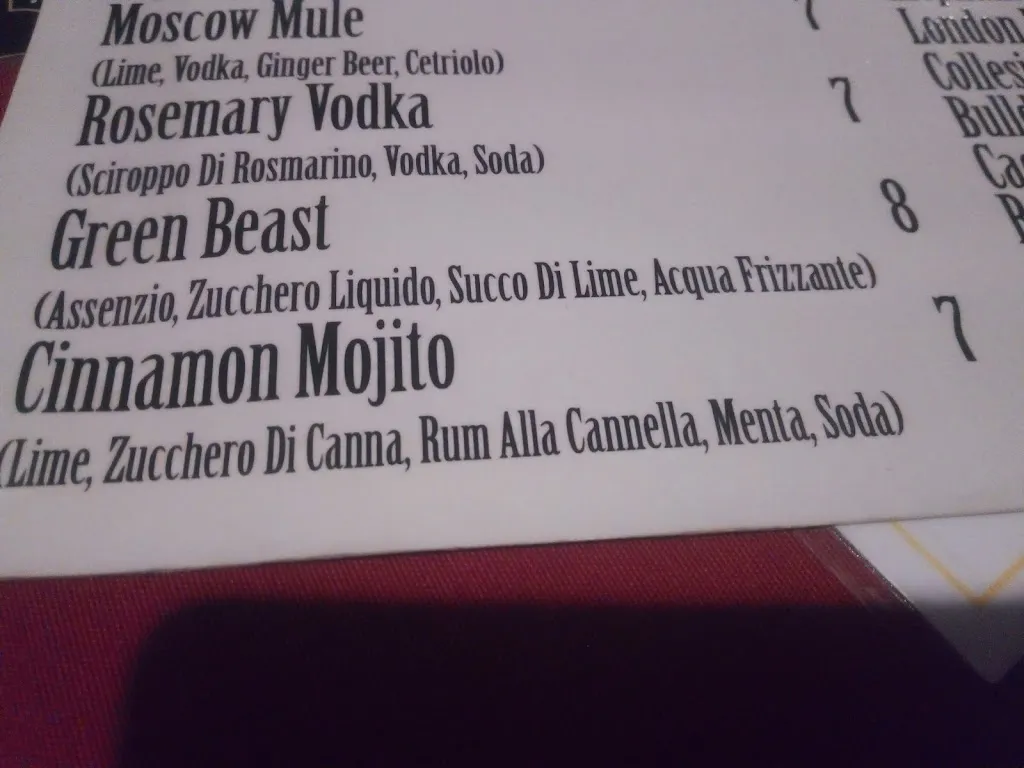 Moscow Mule 7
(Lime, Vodka, Ginger Beer, Cetriolo)
Rosemary Vodka 7
(Sciroppo Di Rosmarino, Vodka, Soda)
Green Beast 8
(Assenzio, Zucchero Liquido, Succo Di Lime, Acqua Frizzante)
Cinnamon Mojito 7
(Lime, Zucchero Di Canna, Rum Alla Cannella, Menta, Soda)
London